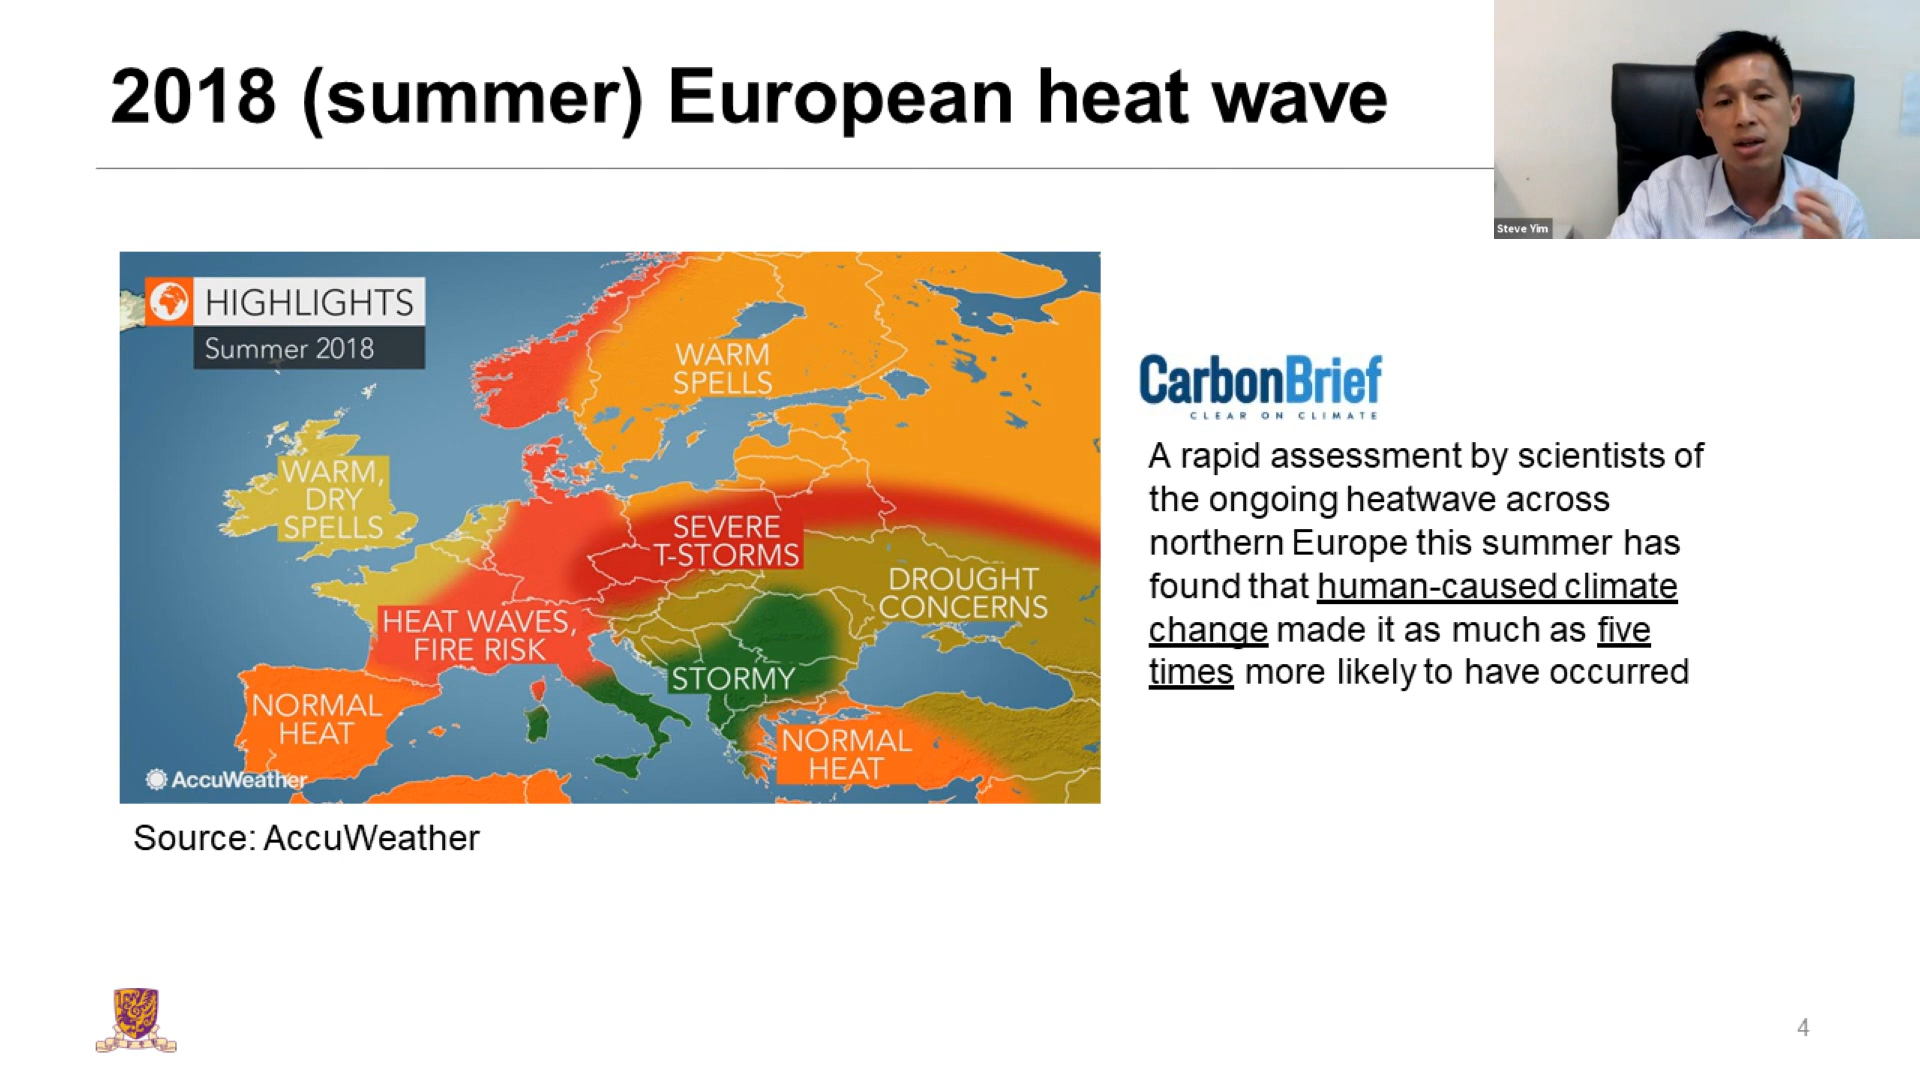 2018 (summer) European heat wave
Steve Yim
HIGHLIGHTS
Summer 2018
WARM
SPELLS
WARM,
DRY
SPELLS
SEVERE
T-STORMS
DROUGHT
CONCERNS
HEAT WAVES,
FIRE RISK
STORMY
NORMAL
HEAT
NORMAL
HEAT
AccuWeather
Source: AccuWeather
CarbonBrief
CLEAR ON CLIMATE
A rapid assessment by scientists of
the ongoing heatwave across
northern Europe this summer has
found that human-caused climate
change made it as much as five
times more likely to have occurred
4